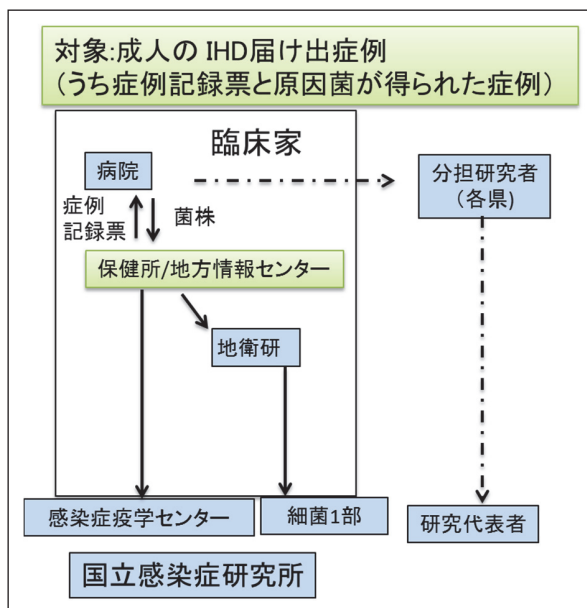 対象:成人の IHD届け出症例
（うち症例記録票と原因菌が得られた症例）
臨床家
病院
分担研究者
（各県)
症例
記録票
菌株
保健所/地方情報センター
地衛研
感染症疫学センター
細菌1部
研究代表者
国立感染症研究所